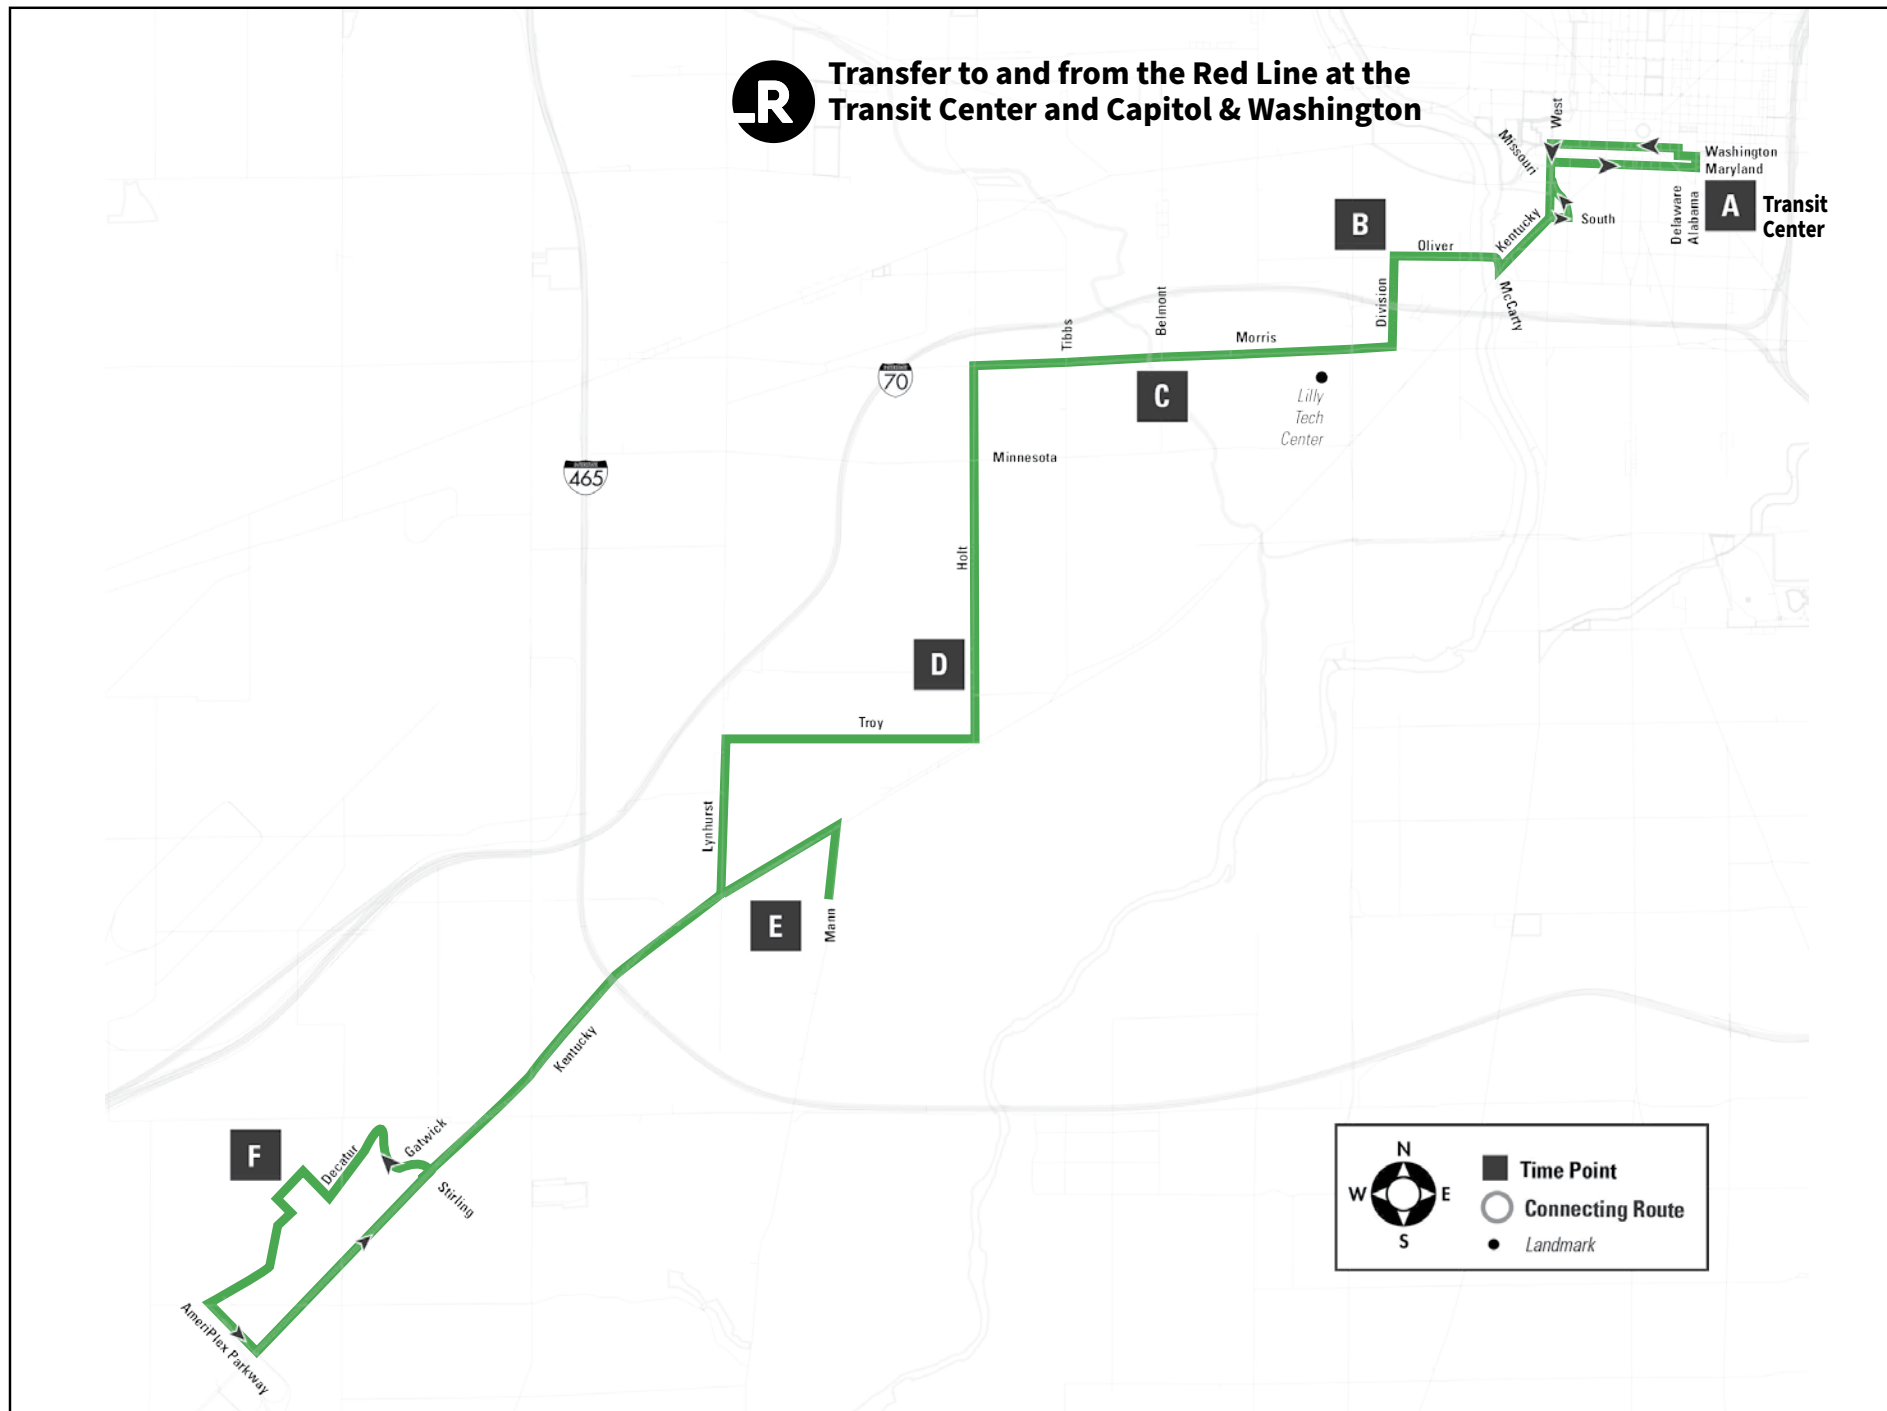 R
Transfer to and from the Red Line at the
Transit Center and Capitol & Washington
West
Missouri
Washington
Maryland
Delaware
Alabama
A
Transit
Center
South
Kentucky
B
Oliver
McCarty
Division
Belmont
Tibbs
Morris
70
C
Lilly
Tech
Center
Minnesota
465
Holt
D
Troy
Lynhurst
E
Mann
Kentucky
F
Decatur
Gatwick
Stirling
AmeriPlex Parkway
N
W
E
S
Time Point
Connecting Route
Landmark